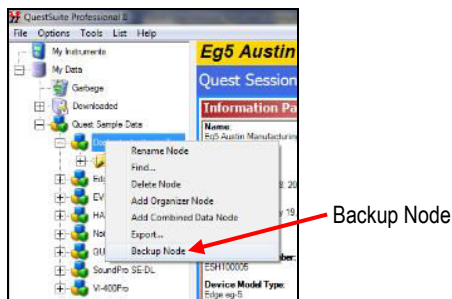 QuestSuite Professional II
File Options Tools List Help
My Instruments
My Data
Garbage
Downloaded
Quest Sample Data
Rename Node
Find...
Delete Node
Add Organizer Node
Add Combined Data Node
Export...
Backup Node
SoundPro SE-DL
VI-400Pro
Eg5 Austin
Quest Session
Information Pa
Name:
Eg5 Austin Manufacturing
ESH100005
Device Model Type:
Edge eg-5
Backup Node